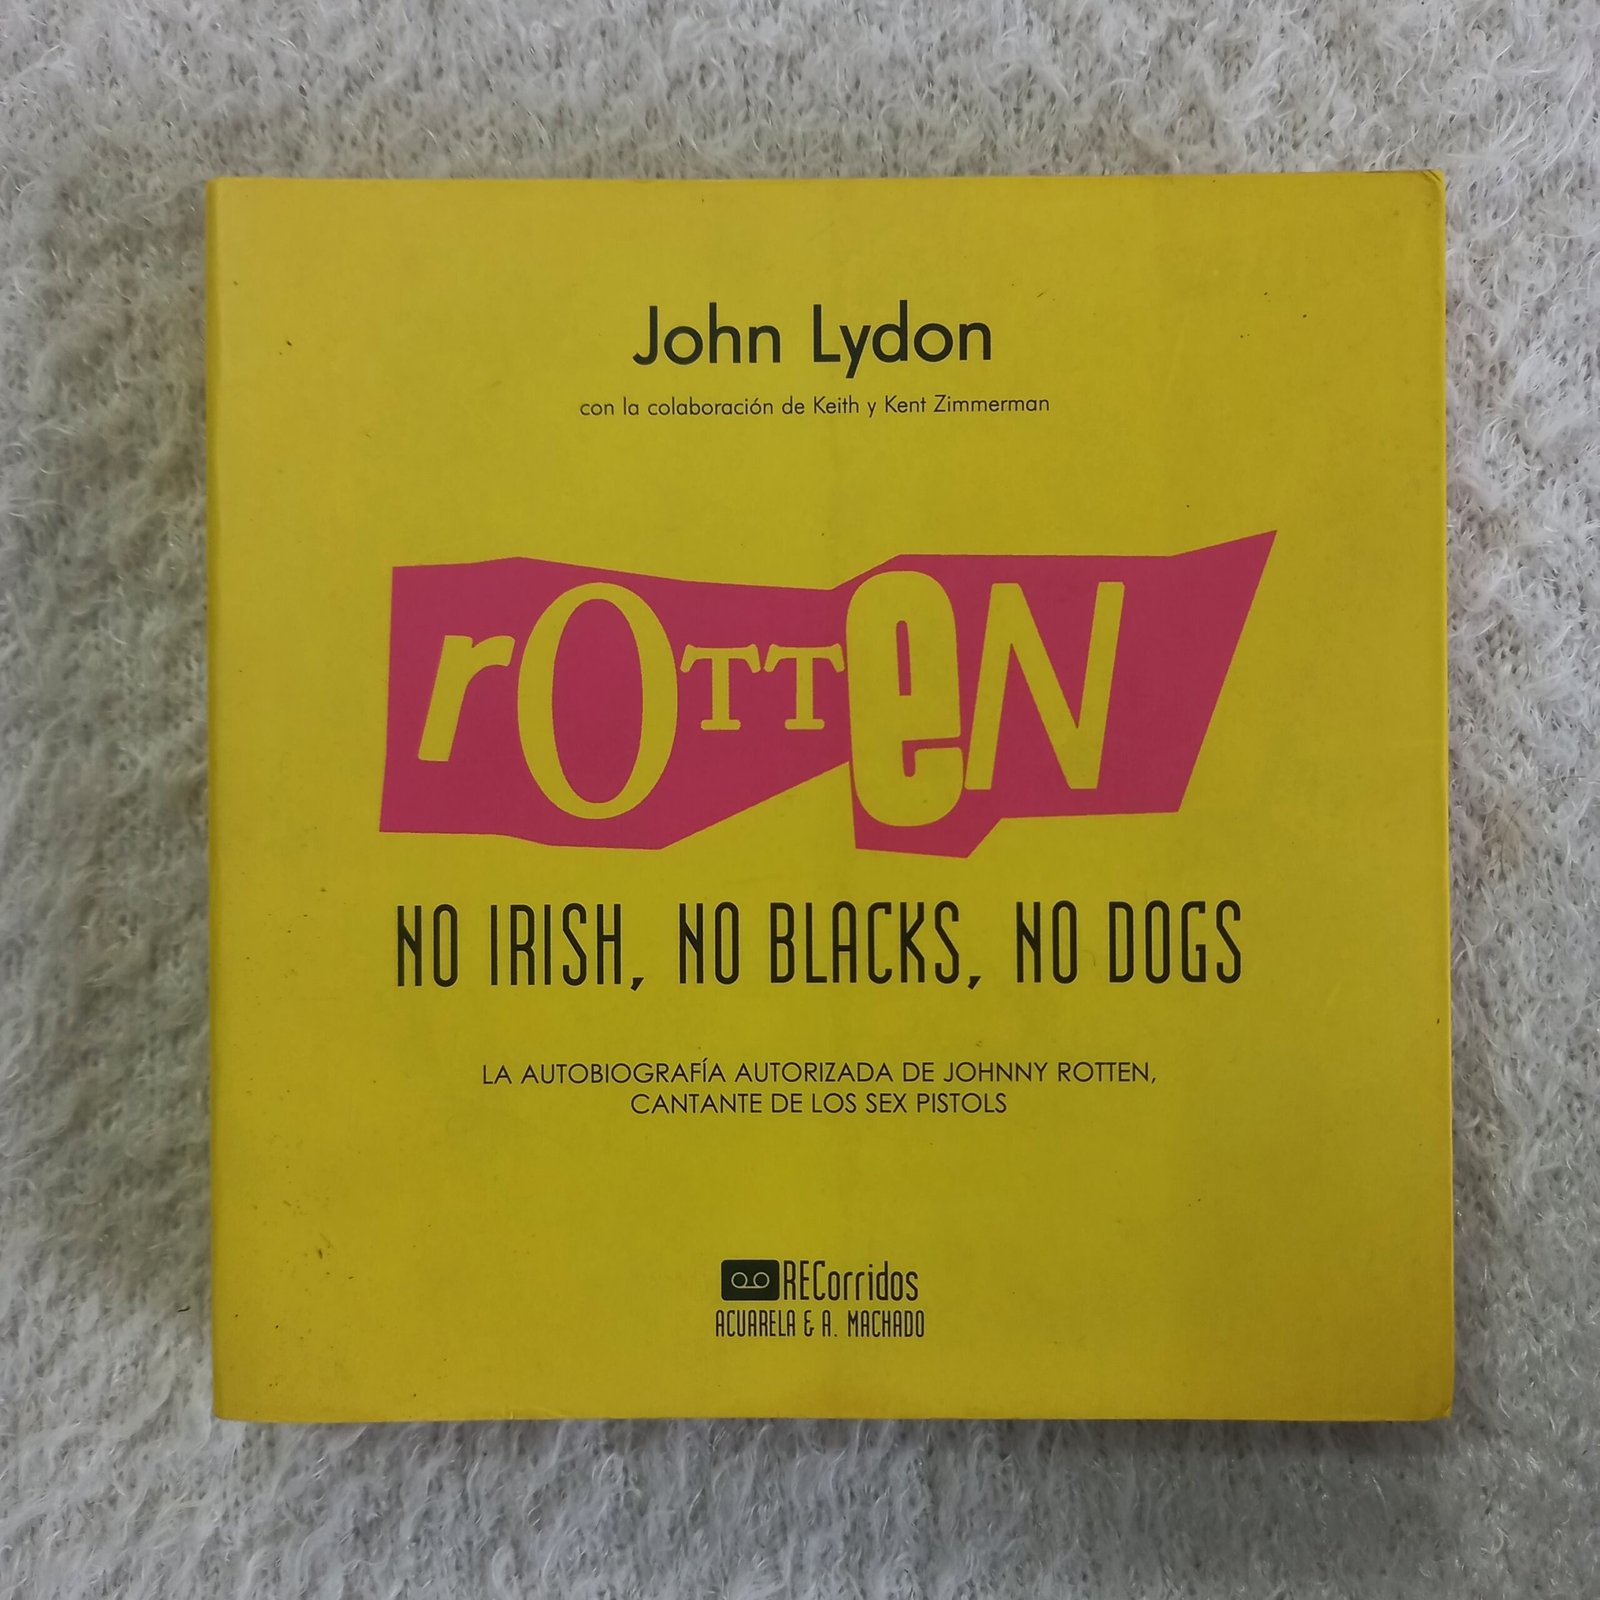 John Lydon
con la colaboración de Keith y Kent Zimmerman
rOTTeN
NO IRISH, NO BLACKS, NO DOGS
LA AUTOBIOGRAFÍA AUTORIZADA DE JOHNNY ROTTEN,
CANTANTE DE LOS SEX PISTOLS
RECorridos
ACUARELA & A. MACHADO